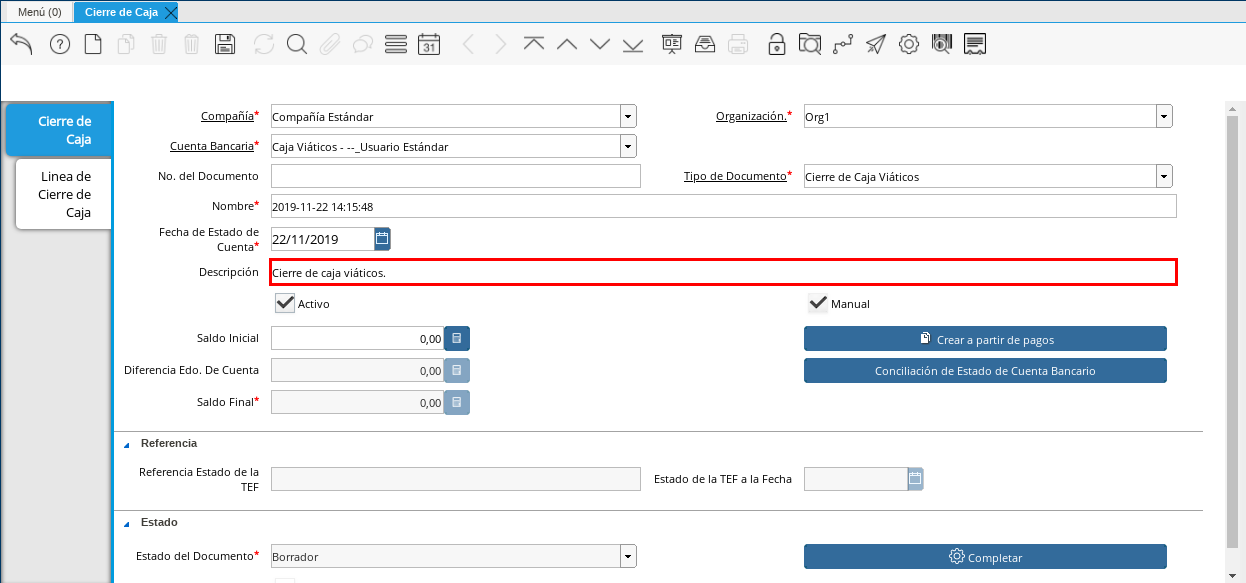 Menú (0)
Cierre de Caja
31
Cierre de
Caja
Linea de
Cierre de
Caja
Compañía* Compañía Estándar
Organización.* Org1
Cuenta Bancaria* Caja Viáticos - --_Usuario Estándar
No. del Documento
Tipo de Documento* Cierre de Caja Viáticos
Nombre* 2019-11-22 14:15:48
Fecha de Estado de
Cuenta* 22/11/2019
Descripción Cierre de caja viáticos.
Activo
Manual
Saldo Inicial 0,00
Crear a partir de pagos
Diferencia Edo. De Cuenta 0,00
Conciliación de Estado de Cuenta Bancario
Saldo Final* 0,00
Referencia
Referencia Estado de la
TEF
Estado de la TEF a la Fecha
Estado
Estado del Documento* Borrador
Completar